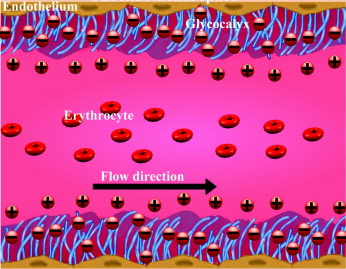 Endothelium
Glycocalyx
Erythrocyte
Flow direction